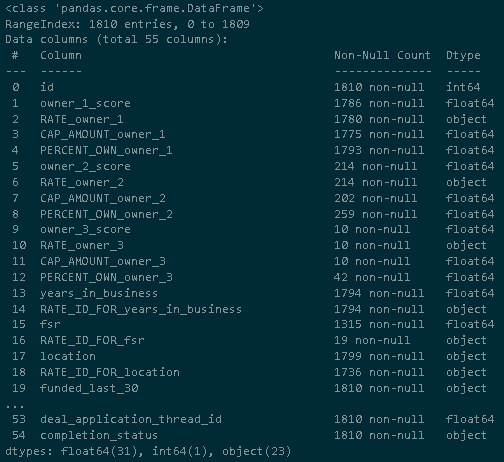 <class 'pandas.core.frame.DataFrame'>
RangeIndex: 1810 entries, 0 to 1809
Data columns (total 55 columns):
 #   Column                        Non-Null Count  Dtype
---  ------                        --------------  -----
 0   id                            1810 non-null   int64
 1   owner_1_score                 1786 non-null   float64
 2   RATE_owner_1                  1780 non-null   object
 3   CAP_AMOUNT_owner_1            1775 non-null   float64
 4   PERCENT_OWN_owner_1           1793 non-null   float64
 5   owner_2_score                 214 non-null    float64
 6   RATE_owner_2                  214 non-null    object
 7   CAP_AMOUNT_owner_2            202 non-null    float64
 8   PERCENT_OWN_owner_2           259 non-null    float64
 9   owner_3_score                 10 non-null     float64
 10  RATE_owner_3                  10 non-null     object
 11  CAP_AMOUNT_owner_3            10 non-null     float64
 12  PERCENT_OWN_owner_3           42 non-null     float64
 13  years_in_business             1794 non-null   float64
 14  RATE_ID_FOR_years_in_business 1794 non-null   object
 15  fsr                           1315 non-null   float64
 16  RATE_ID_FOR_fsr               19 non-null     object
 17  location                      1799 non-null   object
 18  RATE_ID_FOR_location          1736 non-null   object
 19  funded_last_30                1810 non-null   object
...
 53  deal_application_thread_id    1810 non-null   float64
 54  completion_status             1810 non-null   object
dtypes: float64(31), int64(1), object(23)